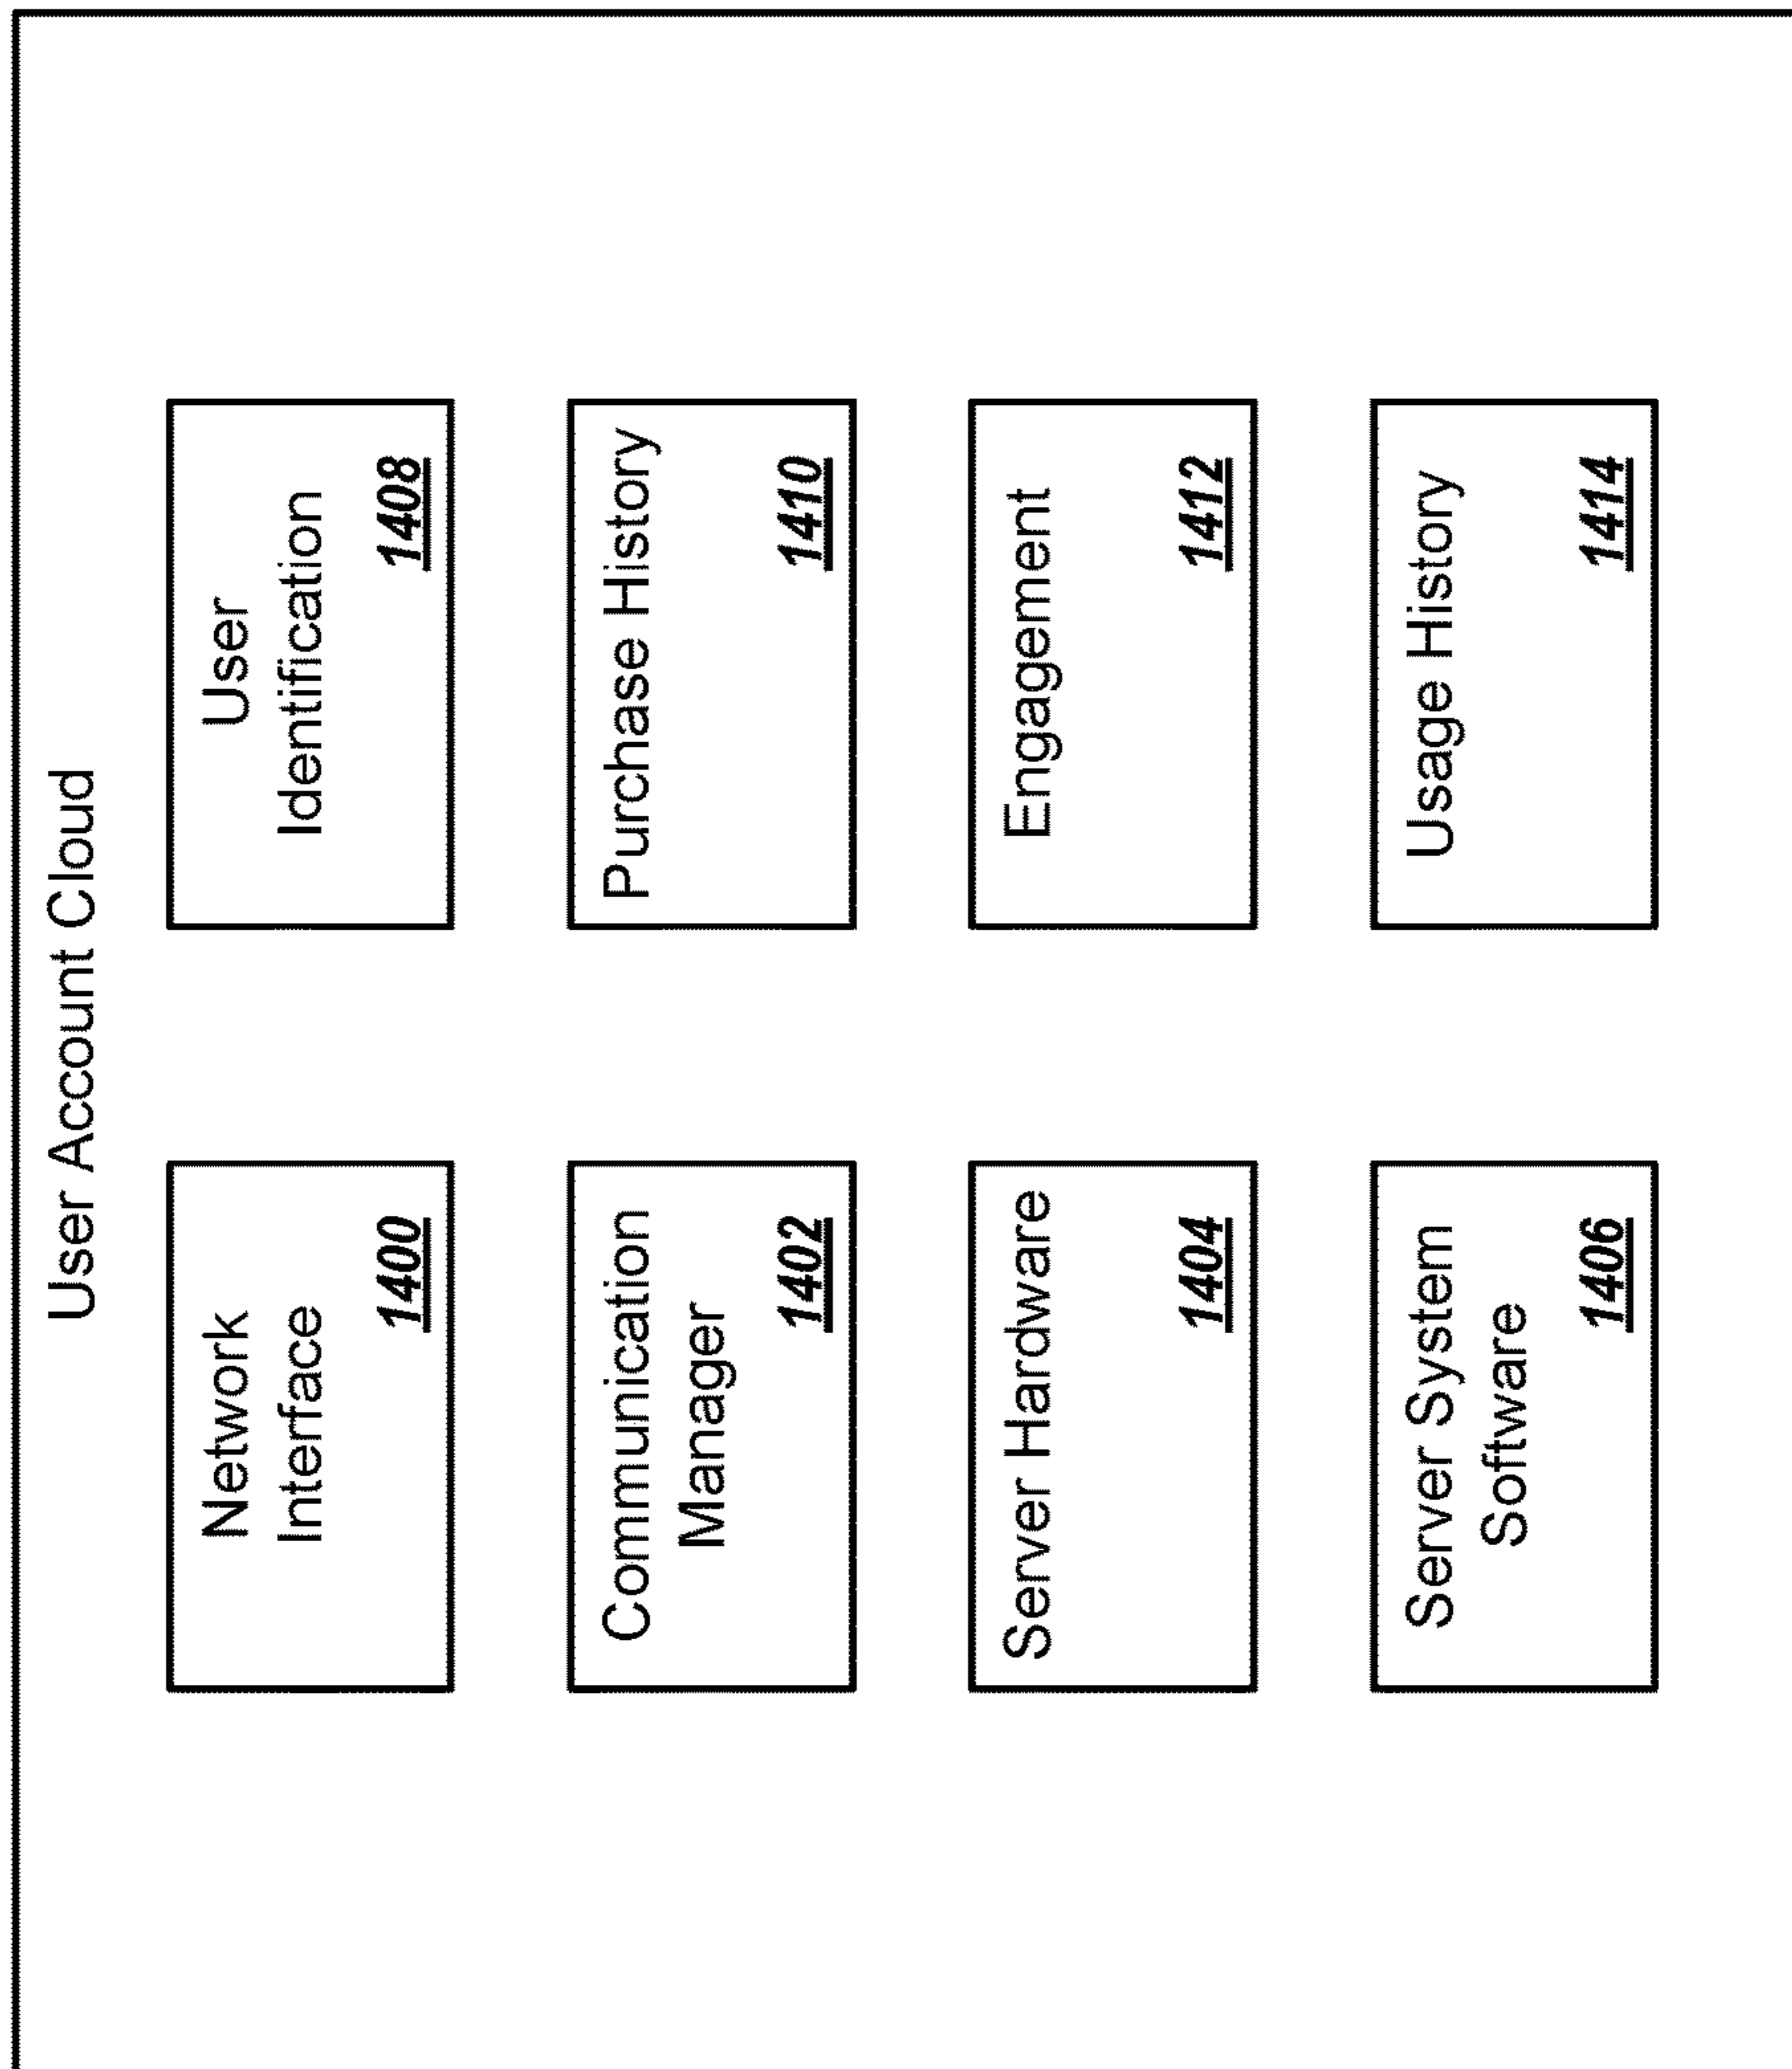 User Account Cloud
Network
Interface
1400
Communication
Manager
1402
Server Hardware
1404
Server System
Software
1406
User
Identification
1408
Purchase History
1410
Engagement
1412
Usage History
1414